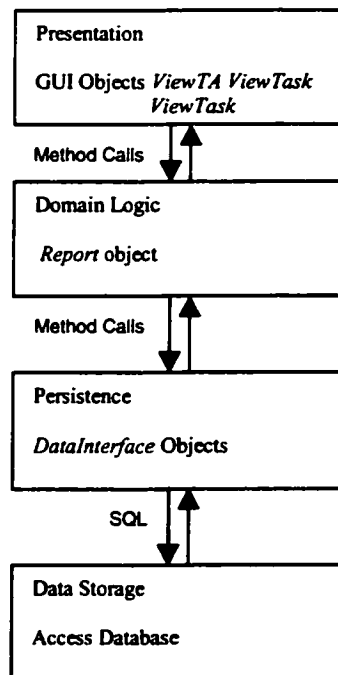 Presentation
GUI Objects ViewTA ViewTask
ViewTask
Method Calls
Domain Logic
Report object
Method Calls
Persistence
DataInterface Objects
SQL
Data Storage
Access Database